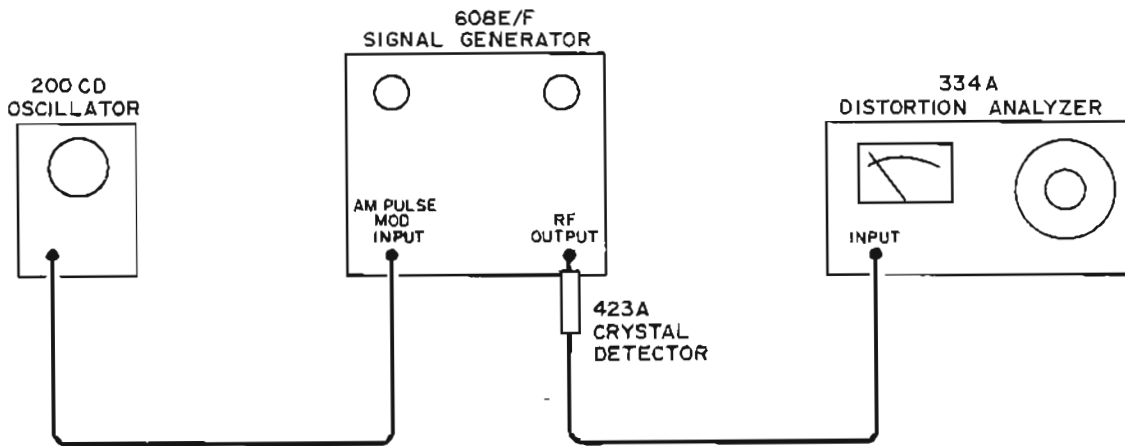 608E/F
SIGNAL GENERATOR
200 CD
OSCILLATOR
334A
DISTORTION ANALYZER
AM PULSE
MOD
INPUT
RF
OUTPUT
INPUT
423A
CRYSTAL
DETECTOR